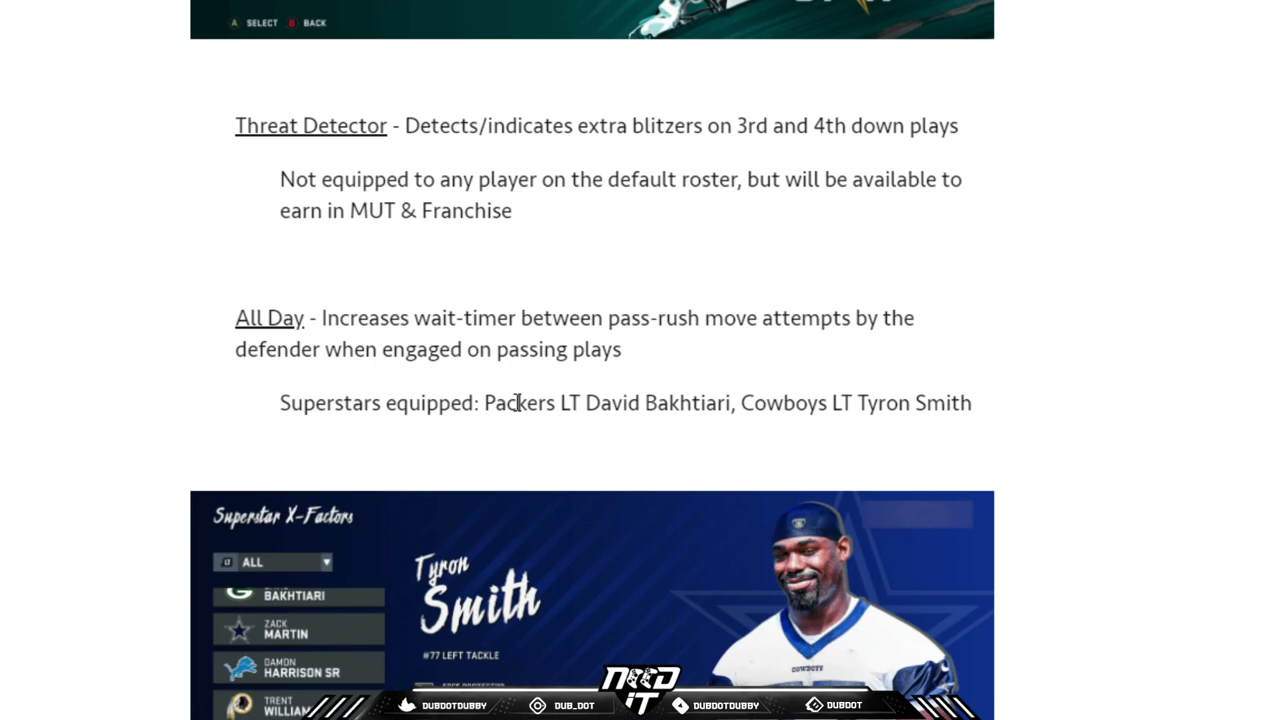 A SELECT B BACK
Threat Detector - Detects/indicates extra blitzers on 3rd and 4th down plays
Not equipped to any player on the default roster, but will be available to
earn in MUT & Franchise
All Day - Increases wait-timer between pass-rush move attempts by the
defender when engaged on passing plays
Superstars equipped: Packers LT David Bakhtiari, Cowboys LT Tyron Smith
Superstar X-Factors
LT ALL
BAKHTIARI
ZACK
MARTIN
DAMON
HARRISON SR
TRENT
Tyron
Smith
#77 LEFT TACKLE
COWBOYS
NEED
iT
DUBDOTDUBBY DUB_DOT DUBDOTDUBBY DUBDOT